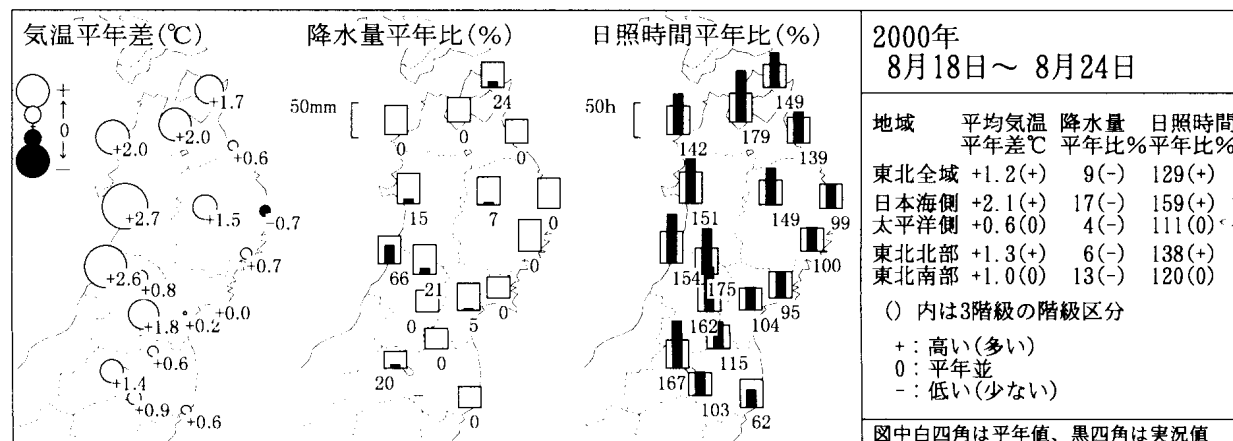 気温平年差(℃)
+
0
−
+1.7
+2.0
+2.0
+0.6
+2.7
+1.5
-0.7
+2.6
+0.7
+0.8
+0.0
+1.8
+0.2
+0.6
+1.4
+0.9
+0.6
降水量平年比(%)
50mm
24
0
0
0
15
7
0
66
0
21
0
0
5
0
20
0
日照時間平年比(%)
50h
149
179
142
139
151
149
99
154
100
175
95
162
104
115
167
103
62
2000年
8月18日〜 8月24日
地域 平均気温 降水量 日照時間
平年差℃ 平年比%平年比%
東北全域 +1.2(+) 9(-) 129(+)
日本海側 +2.1(+) 17(-) 159(+)
太平洋側 +0.6(0) 4(-) 111(0)
東北北部 +1.3(+) 6(-) 138(+)
東北南部 +1.0(0) 13(-) 120(0)
() 内は3階級の階級区分
+:高い(多い)
0:平年並
-:低い(少ない)
図中白四角は平年値、黒四角は実況値